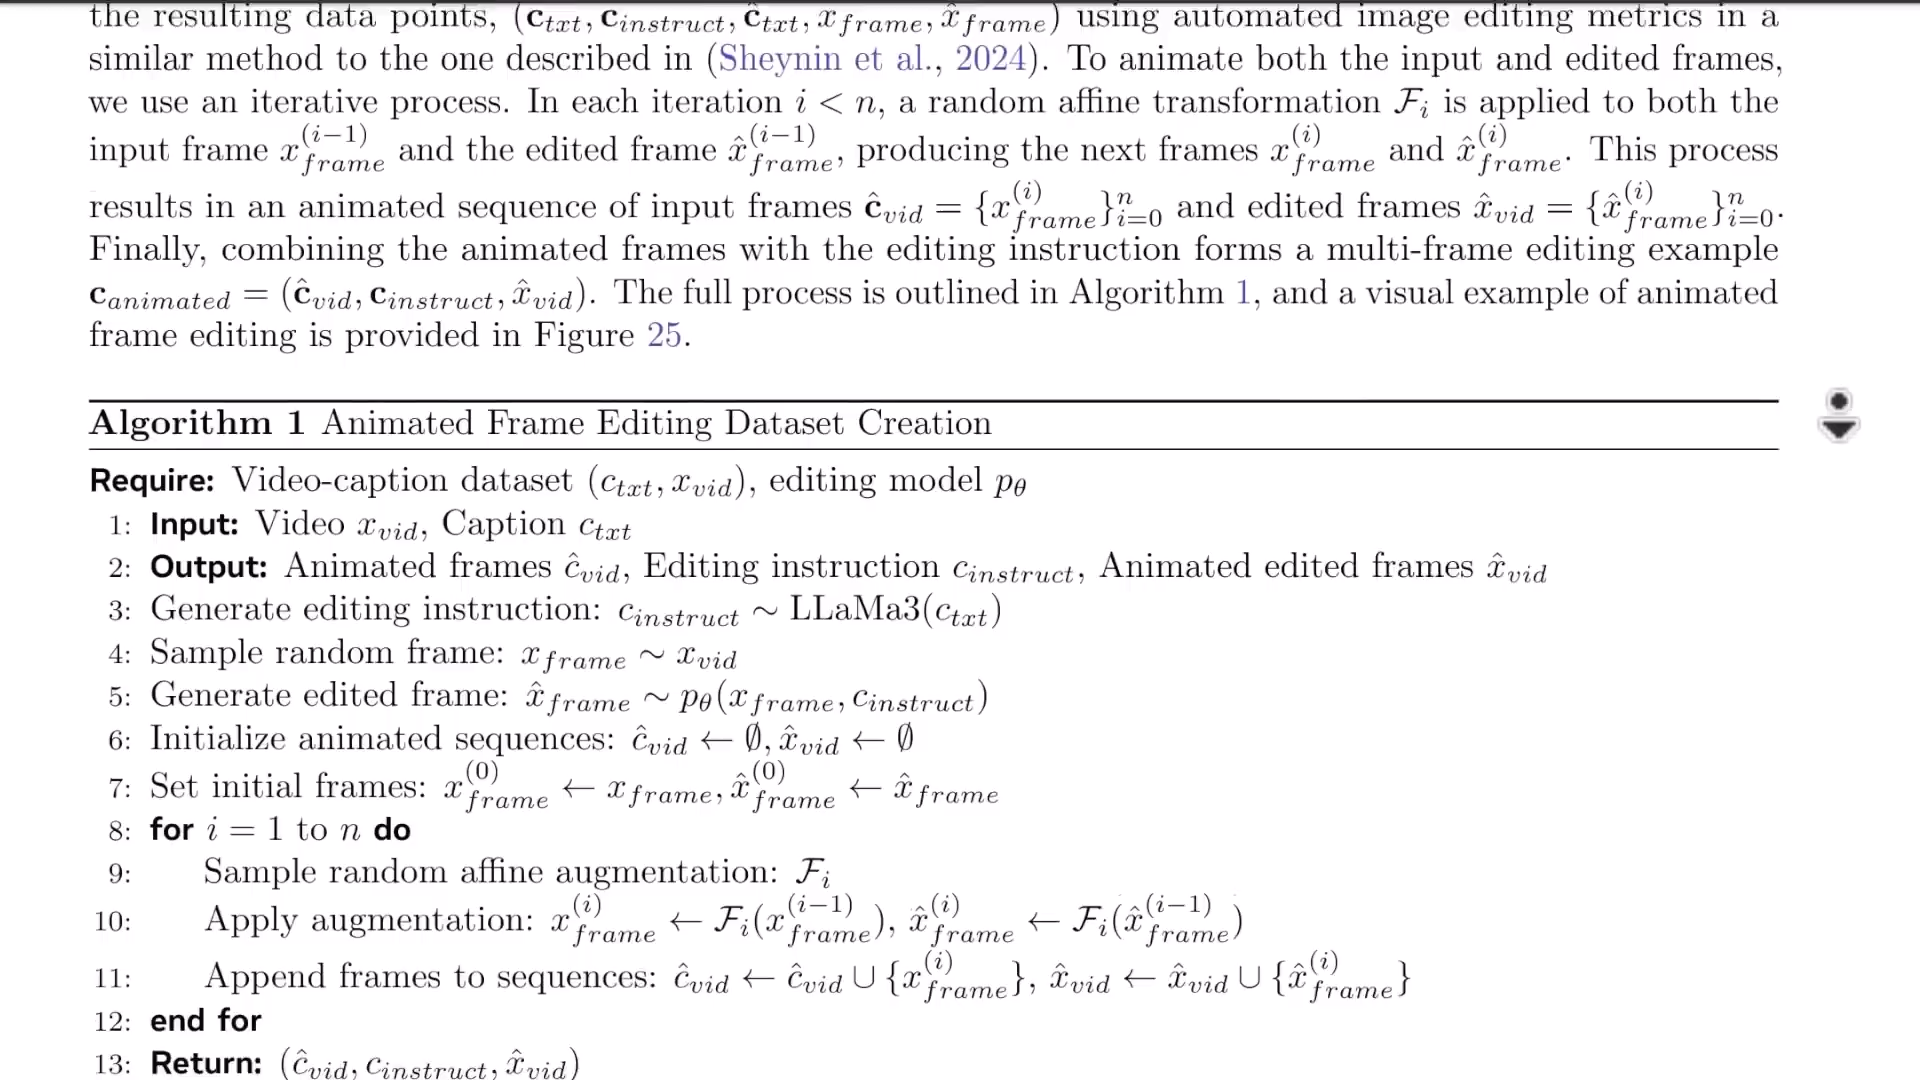 the resulting data points, (c_txt, c_instruct, ĉ_txt, x_frame, x̂_frame) using automated image editing metrics in a
similar method to the one described in (Sheynin et al., 2024). To animate both the input and edited frames,
we use an iterative process. In each iteration i < n, a random affine transformation ℱ_i is applied to both the
input frame x_frame^(i−1) and the edited frame x̂_frame^(i−1), producing the next frames x_frame^(i) and x̂_frame^(i). This process
results in an animated sequence of input frames ĉ_vid = {x_frame^(i)}_{i=0}^n and edited frames x̂_vid = {x̂_frame^(i)}_{i=0}^n.
Finally, combining the animated frames with the editing instruction forms a multi-frame editing example
c_animated = (ĉ_vid, c_instruct, x̂_vid). The full process is outlined in Algorithm 1, and a visual example of animated
frame editing is provided in Figure 25.
Algorithm 1 Animated Frame Editing Dataset Creation
Require: Video-caption dataset (c_txt, x_vid), editing model p_θ
1: Input: Video x_vid, Caption c_txt
2: Output: Animated frames ĉ_vid, Editing instruction c_instruct, Animated edited frames x̂_vid
3: Generate editing instruction: c_instruct ∼ LLaMa3(c_txt)
4: Sample random frame: x_frame ∼ x_vid
5: Generate edited frame: x̂_frame ∼ p_θ(x_frame, c_instruct)
6: Initialize animated sequences: ĉ_vid ← ∅, x̂_vid ← ∅
7: Set initial frames: x_frame^(0) ← x_frame, x̂_frame^(0) ← x̂_frame
8: for i = 1 to n do
9: Sample random affine augmentation: ℱ_i
10: Apply augmentation: x_frame^(i) ← ℱ_i(x_frame^(i−1)), x̂_frame^(i) ← ℱ_i(x̂_frame^(i−1))
11: Append frames to sequences: ĉ_vid ← ĉ_vid ∪ {x_frame^(i)}, x̂_vid ← x̂_vid ∪ {x̂_frame^(i)}
12: end for
13: Return: (ĉ_vid, c_instruct, x̂_vid)